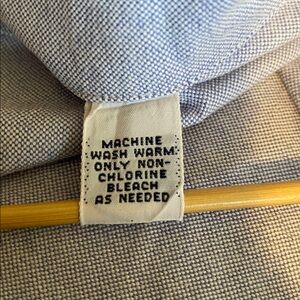 MACHINE
WASH WARM
ONLY NON-
CHLORINE
BLEACH
AS NEEDED